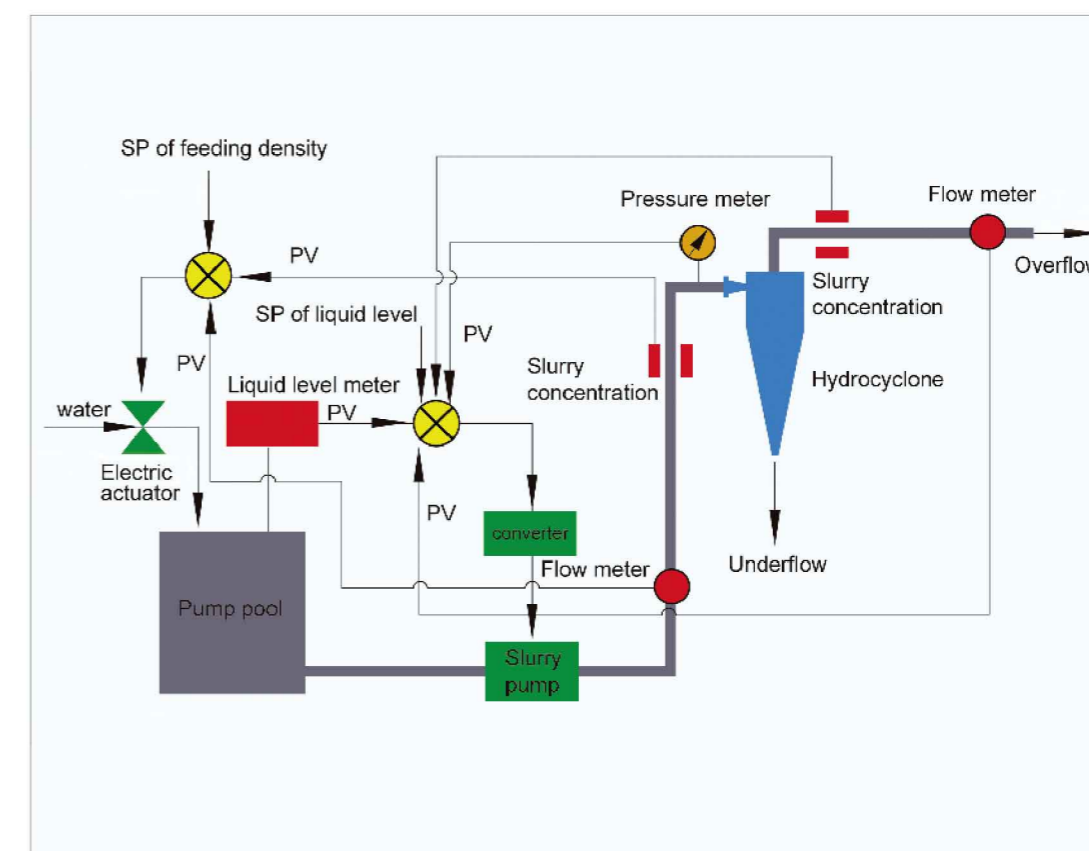 SP of feeding density
Pressure meter
Flow meter
PV
Overflow
SP of liquid level
Slurry
concentration
PV
PV
Slurry
concentration
Liquid level meter
PV
Hydrocyclone
water
Electric
actuator
PV
converter
Flow meter
Underflow
Pump pool
Slurry
pump